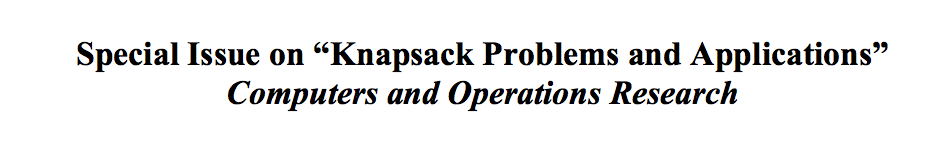 Special Issue on “Knapsack Problems and Applications”
Computers and Operations Research